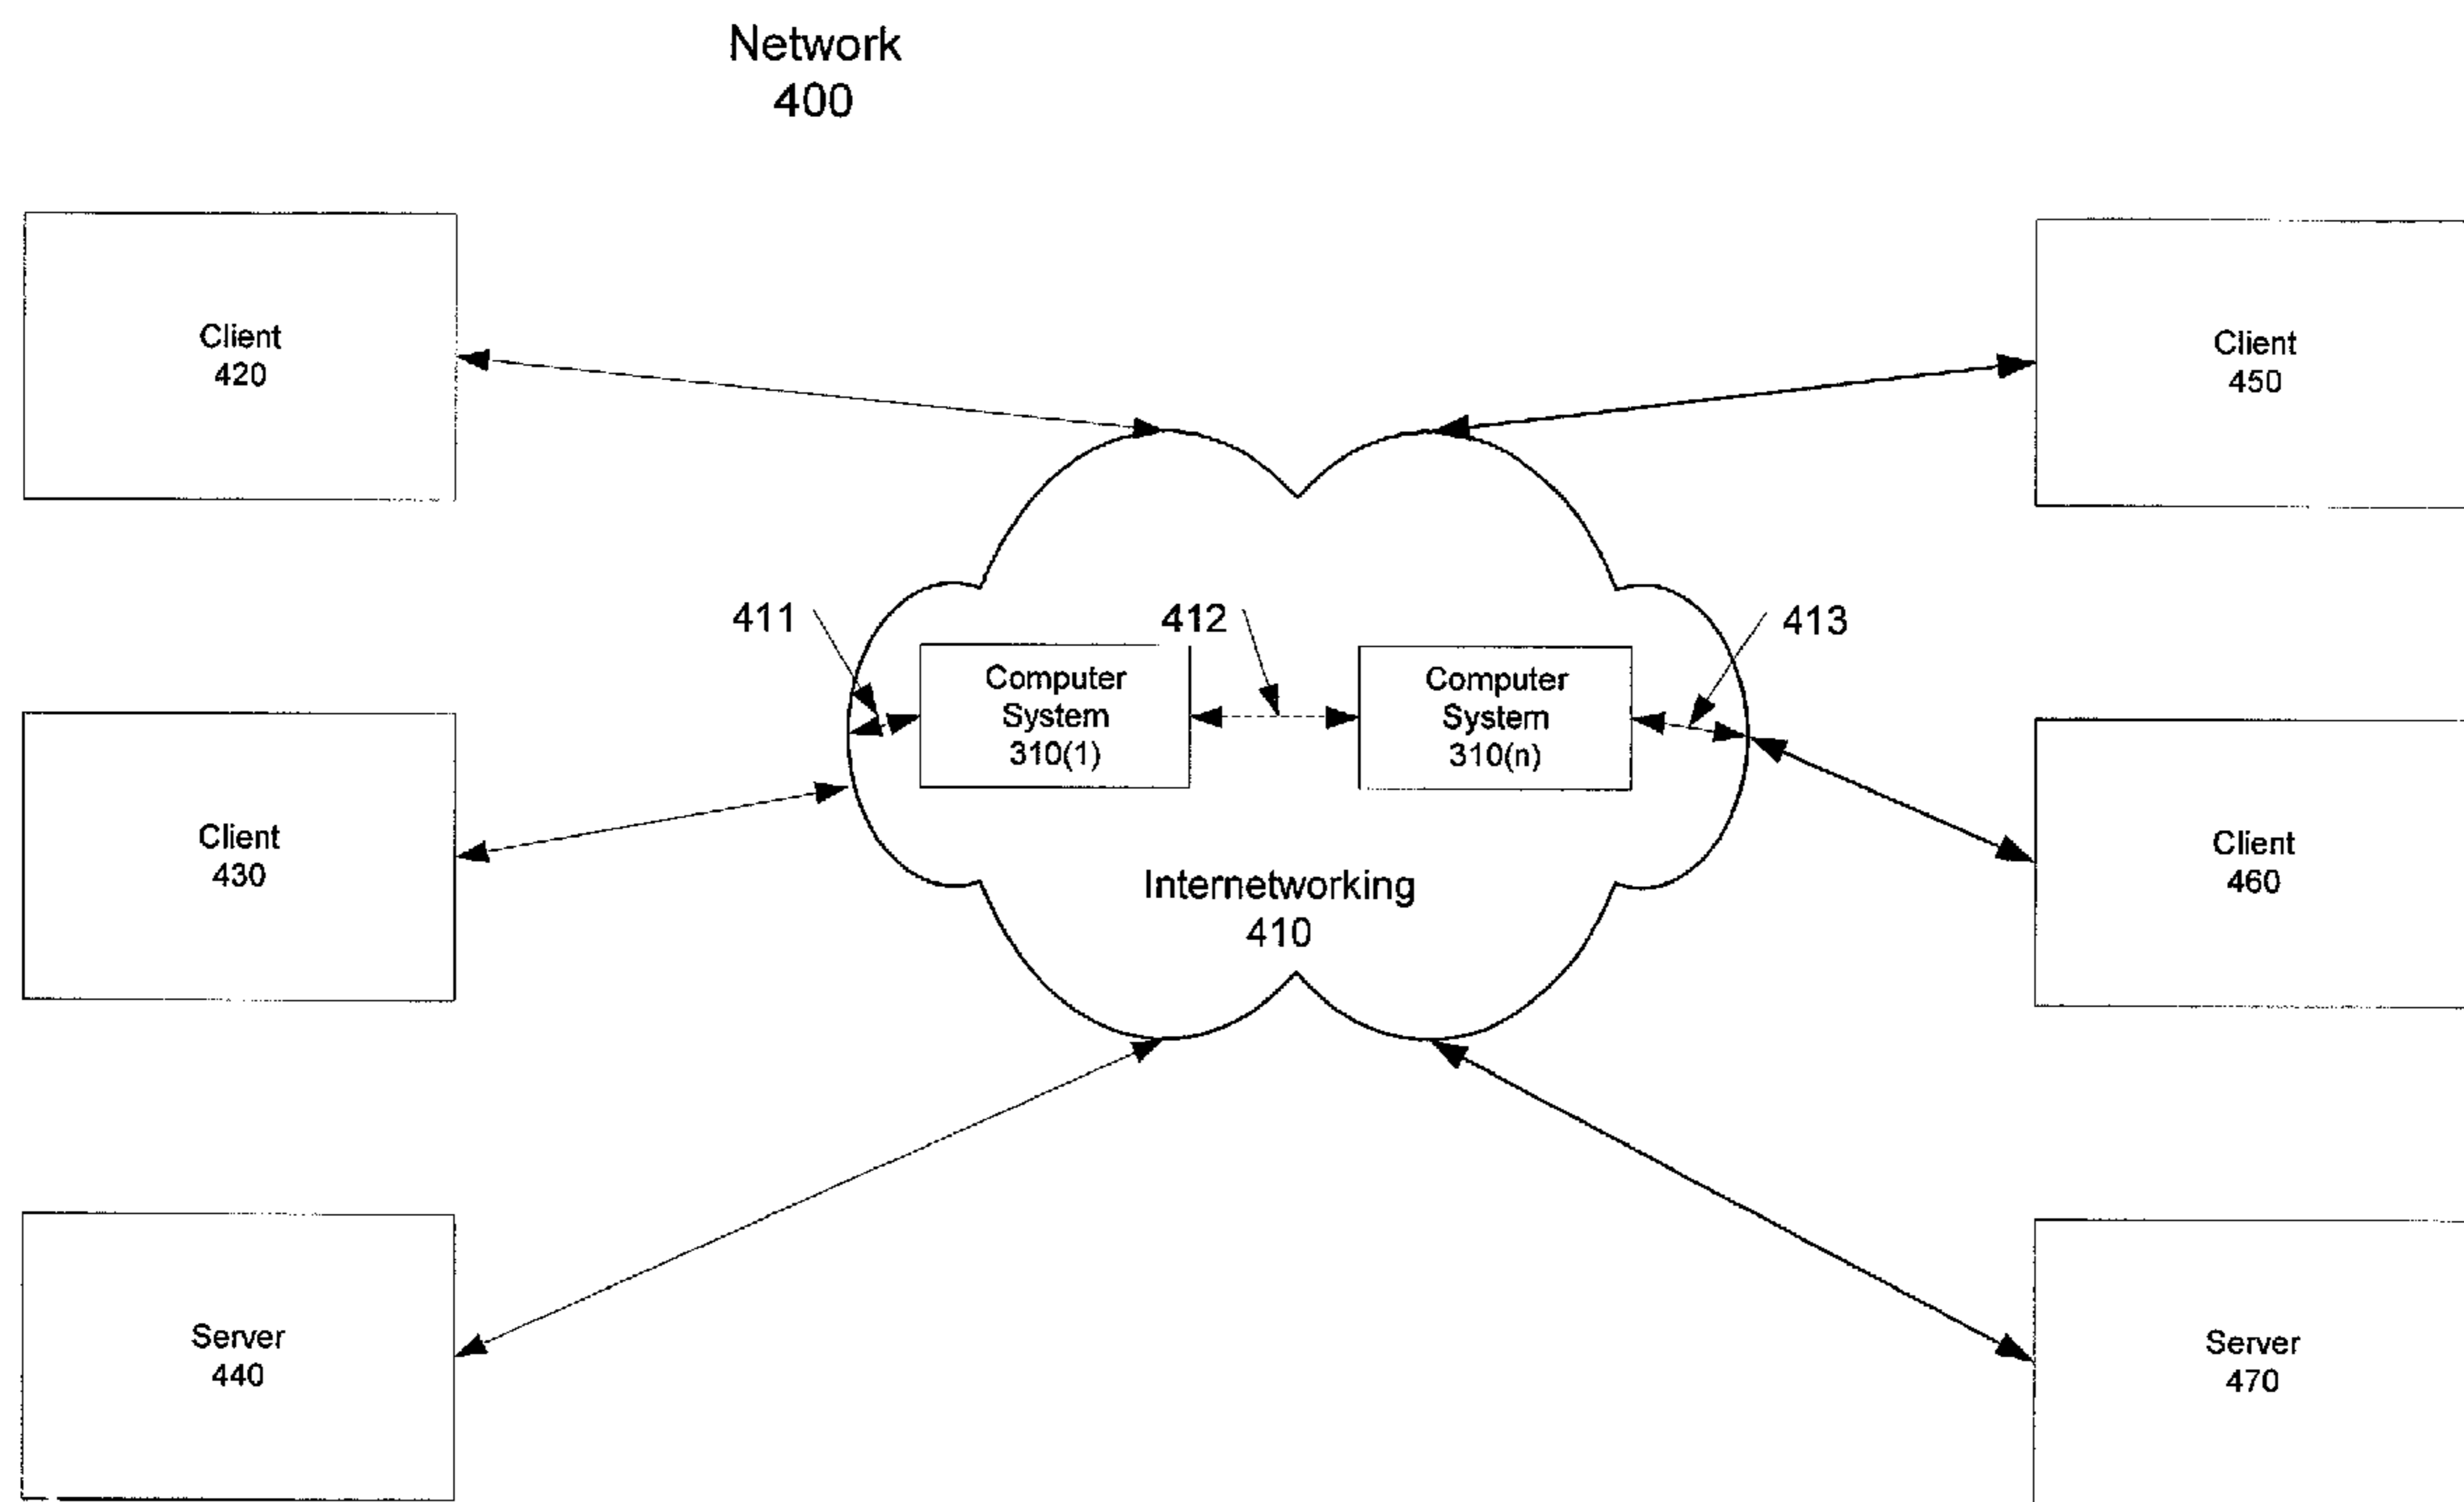 Network
400
Client
420
Client
450
411
412
413
Computer
System
310(1)
Computer
System
310(n)
Client
430
Internetworking
410
Client
460
Server
440
Server
470